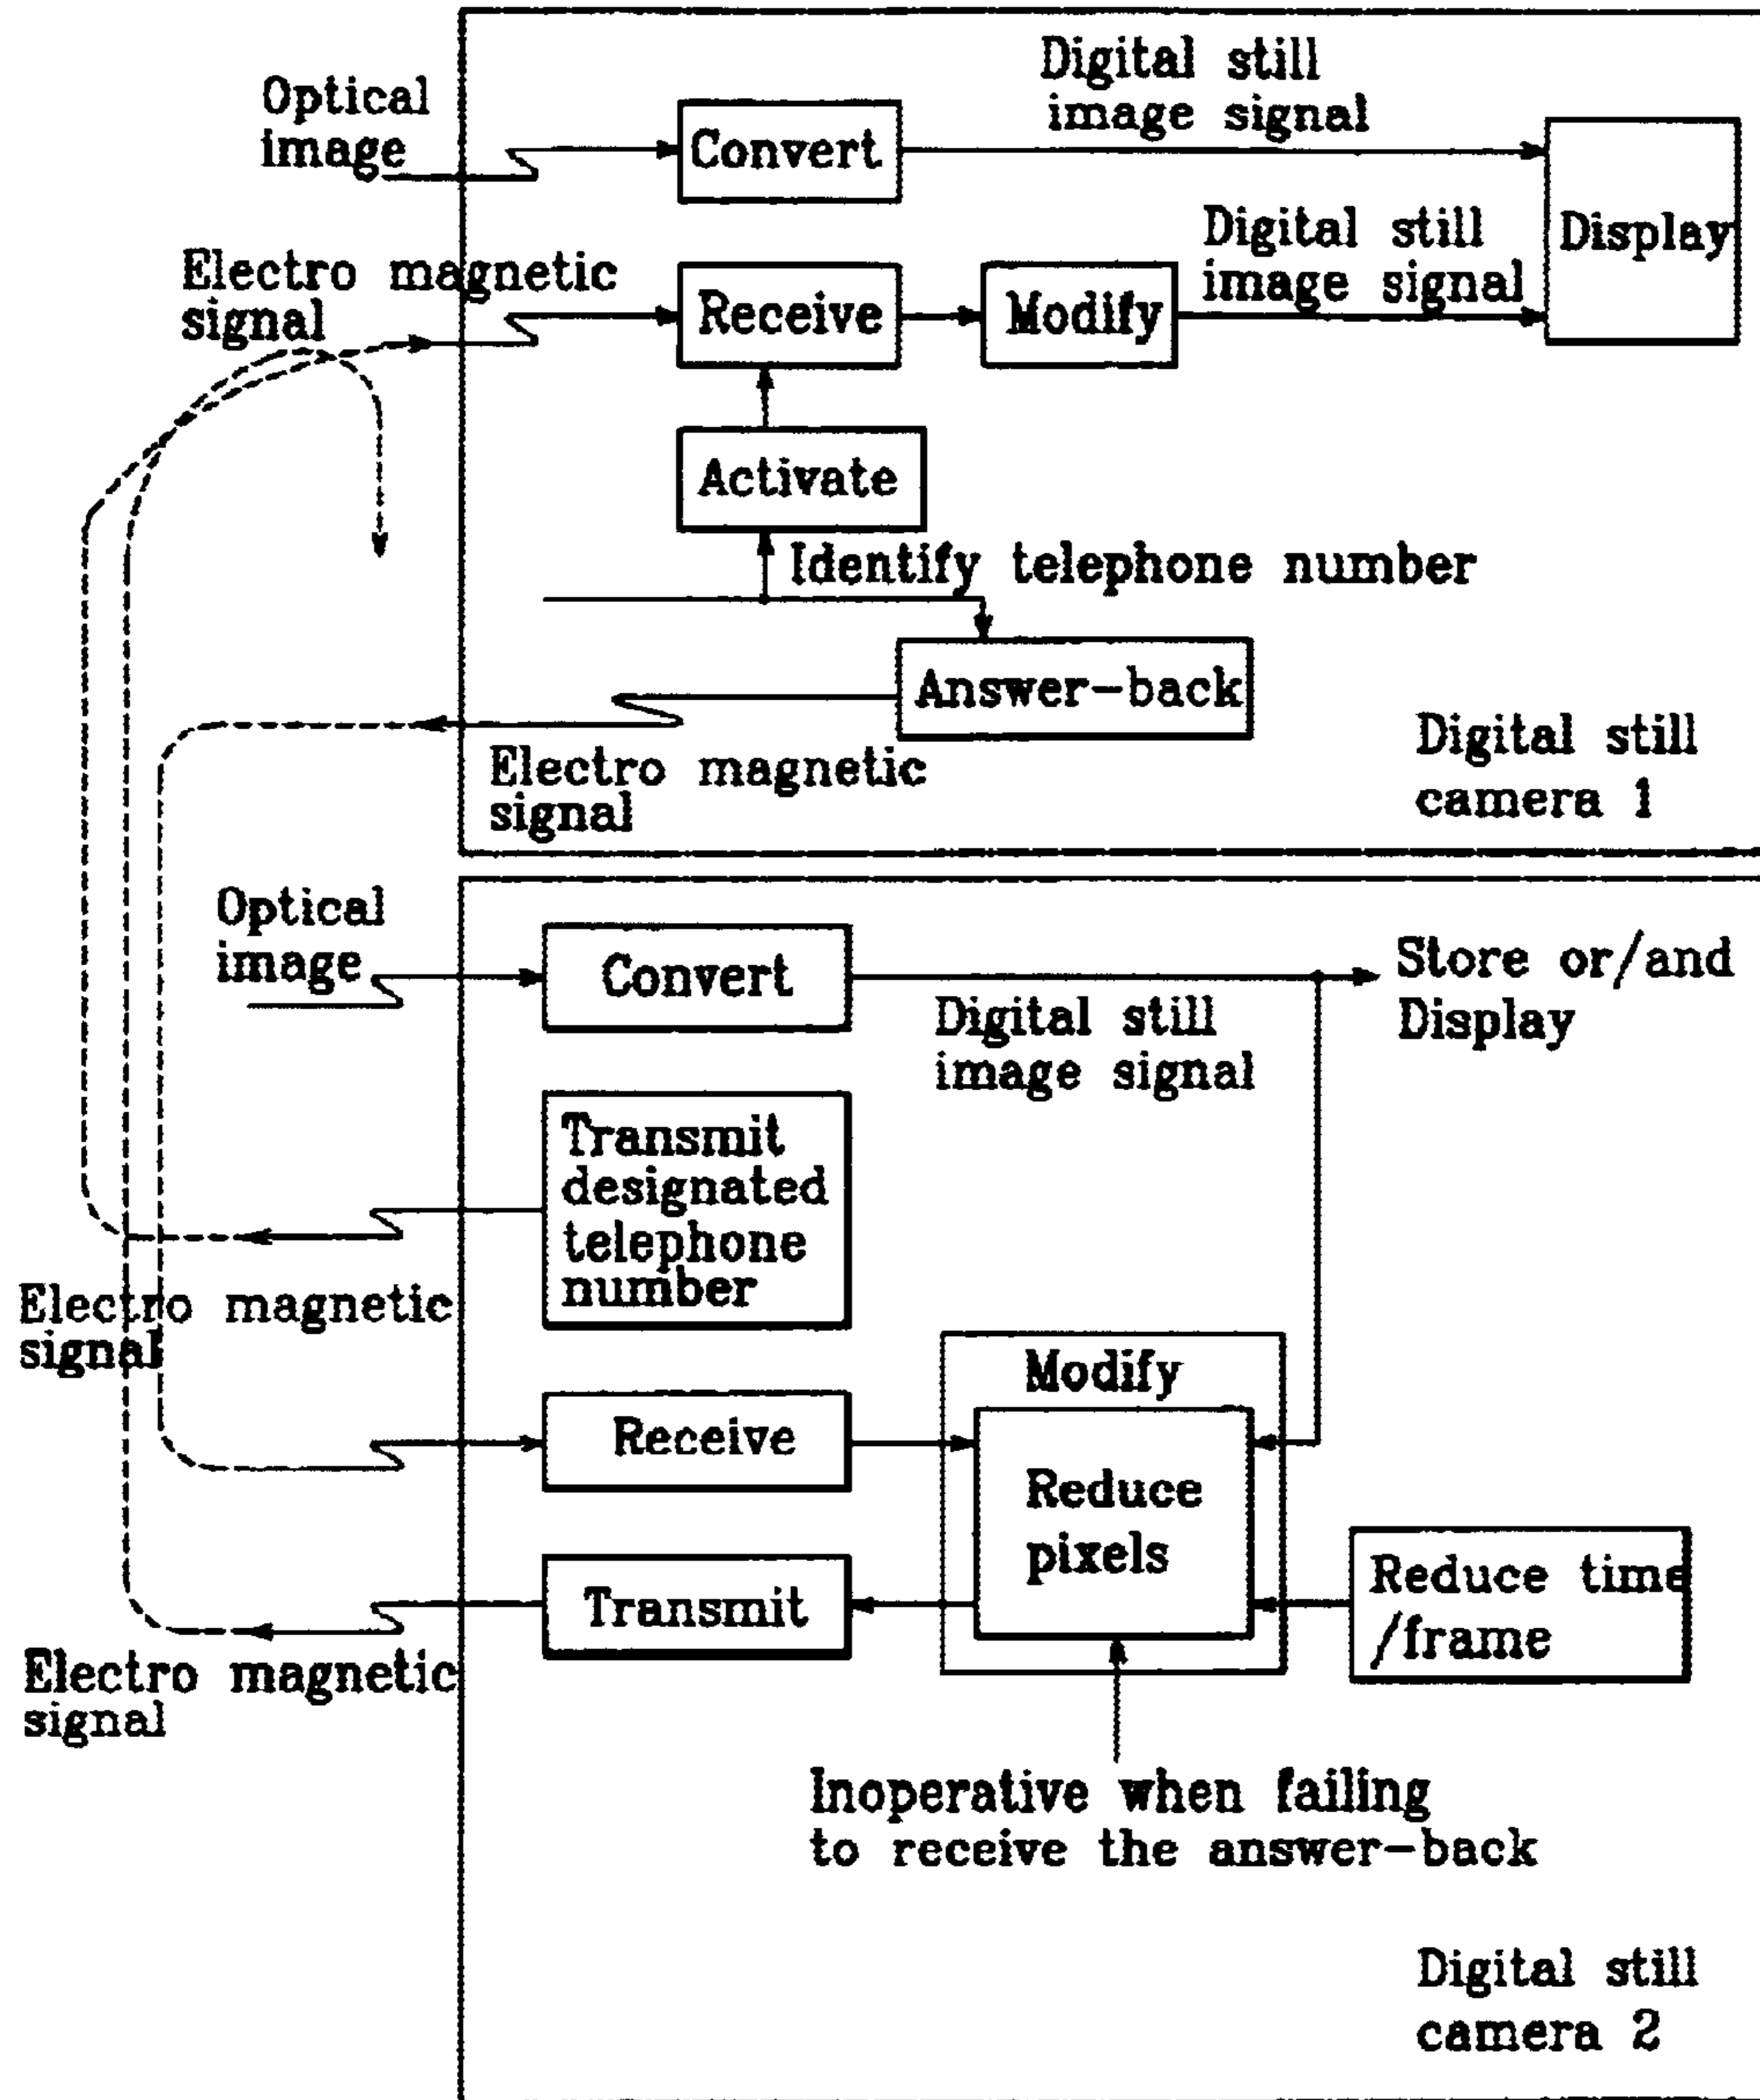 Optical
image
Convert
Digital still
image signal
Display
Electro magnetic
signal
Receive
Modify
Digital still
image signal
Activate
Identify telephone number
Answer-back
Electro magnetic
signal
Digital still
camera 1
Optical
image
Convert
Digital still
image signal
Store or/and
Display
Transmit
designated
telephone
number
Electro magnetic
signal
Receive
Modify
Reduce
pixels
Reduce time
/frame
Transmit
Electro magnetic
signal
Inoperative when failing
to receive the answer-back
Digital still
camera 2